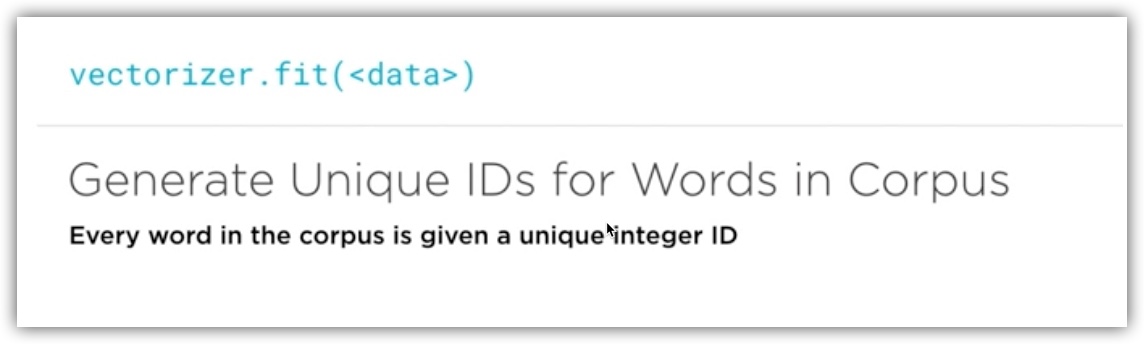 vectorizer.fit(<data>)
Generate Unique IDs for Words in Corpus
Every word in the corpus is given a unique integer ID